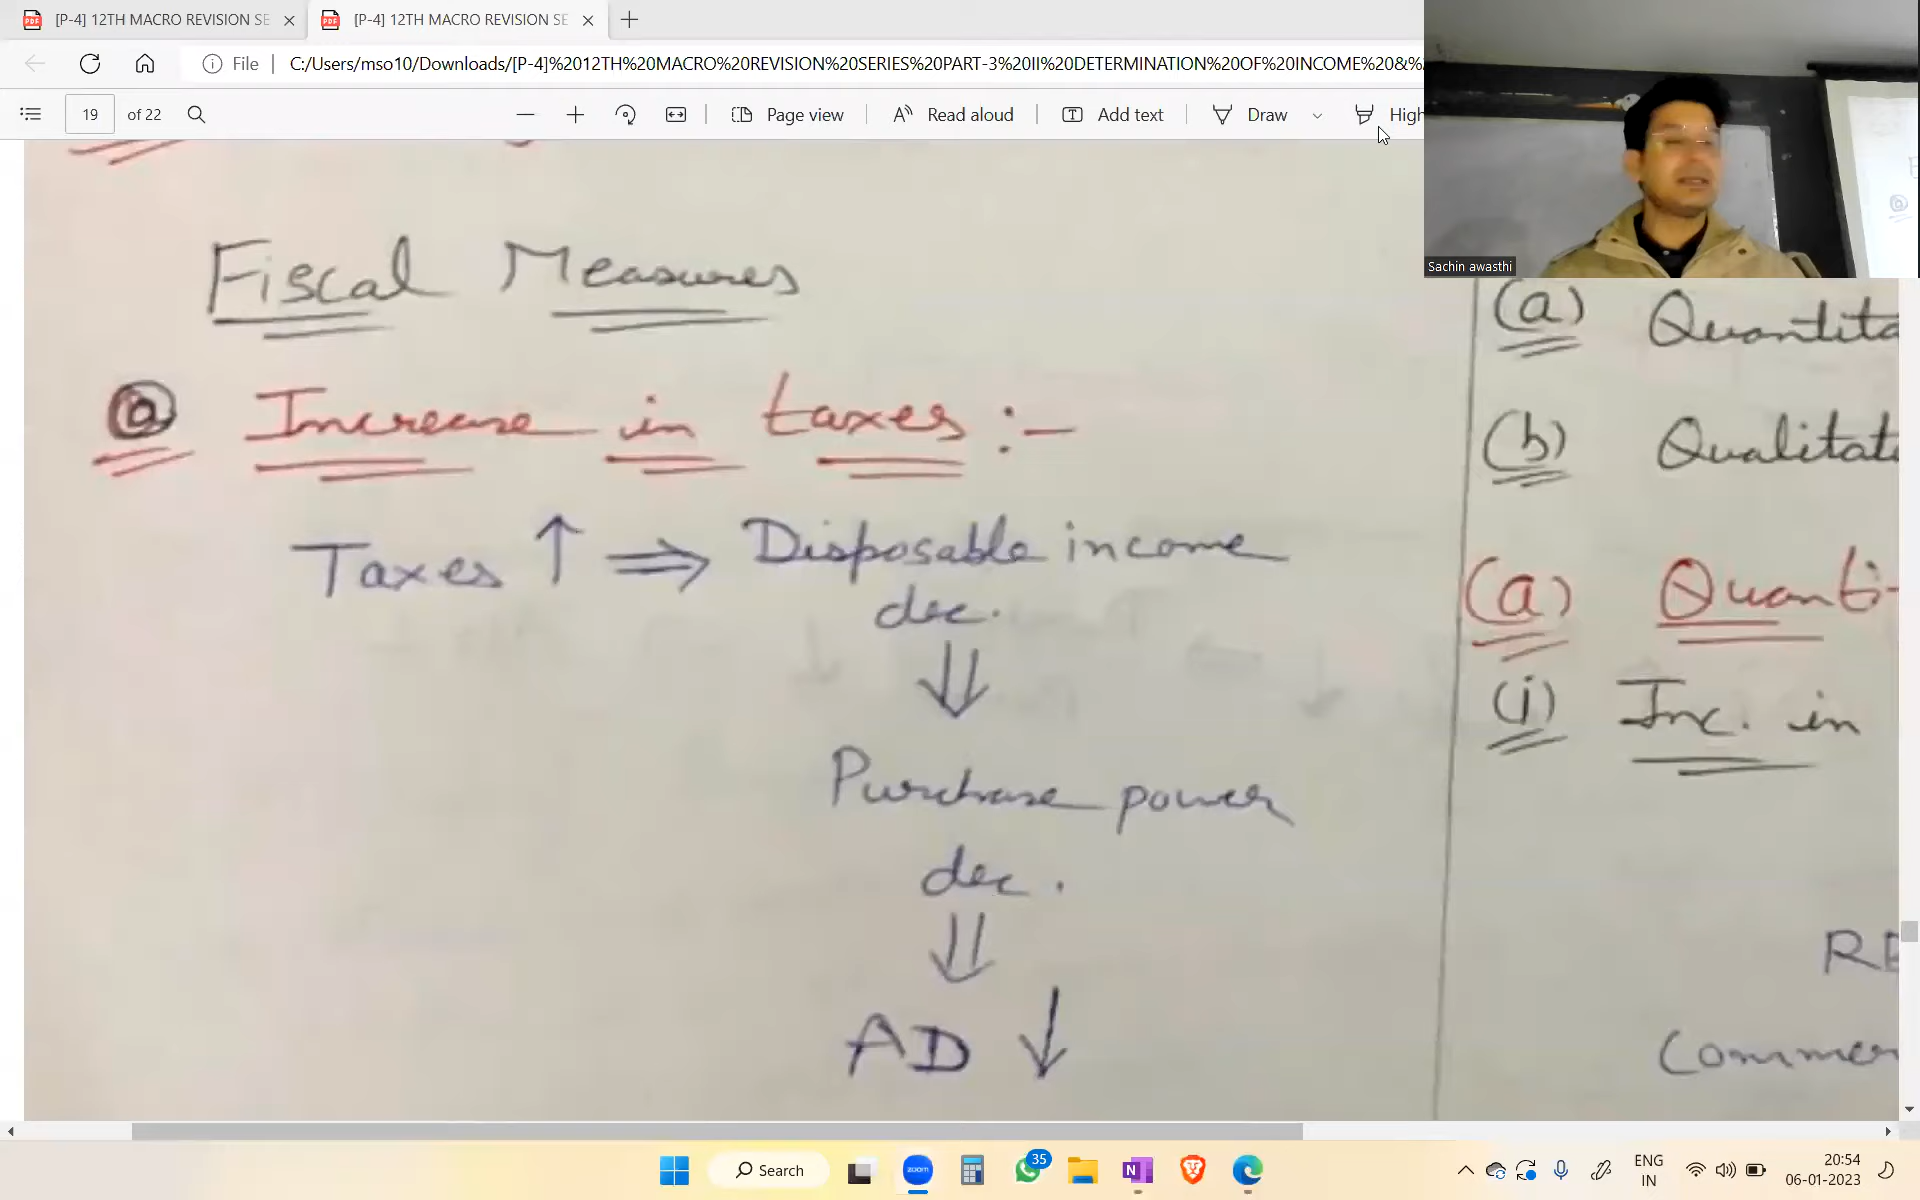 [P-4] 12TH MACRO REVISION SE
[P-4] 12TH MACRO REVISION SE
File
C:/Users/mso10/Downloads/[P-4]%2012TH%20MACRO%20REVISION%20SERIES%20PART-3%20II%20DETERMINATION%20OF%20INCOME%20&%2
19 of 22
Page view
Read aloud
Add text
Draw
High
Sachin awasthi
Fiscal Measures
(a) Increase in taxes :-
Taxes ↑ ⇒ Disposable income
dec.
⇓
Purchase power
dec.
⇓
AD ↓
(a) Quantita
(b) Qualitat
(a) Quanti-
(i) Inc. in
RB
Commer
35
Search
zoom
ENG
IN
20:54
06-01-2023